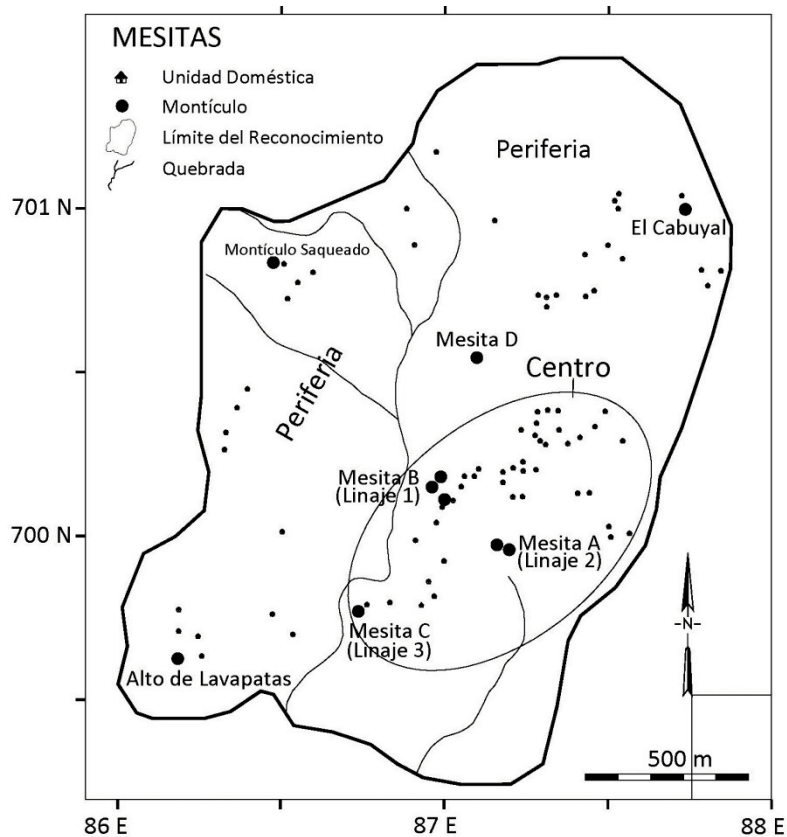 MESITAS
Unidad Doméstica
Montículo
Límite del Reconocimiento
Quebrada
Periferia
701 N
El Cabuyal
Montículo Saqueado
Mesita D
Centro
Periferia
Mesita B
(Linaje 1)
700 N
Mesita A
(Linaje 2)
Mesita C
(Linaje 3)
-N-
Alto de Lavapatas
500 m
86 E
87 E
88 E